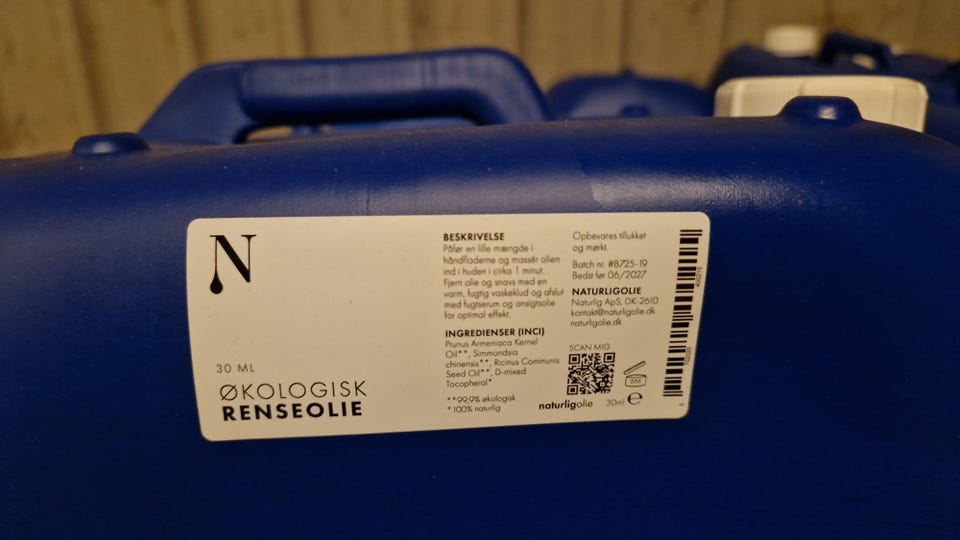 N
30 ML
ØKOLOGISK
RENSEOLIE
BESKRIVELSE
Påfør en lille mængde i
håndfladerne og massér olien
ind i huden i cirka 1 minut.
Fjern olie og snavs med en
varm, fugtig vaskeklud og afslut
med fugtserum og ansigtsolie
for optimal effekt.
INGREDIENSER (INCI)
Prunus Armeniaca Kernel
Oil**, Simmondsia
chinensis**, Ricinus Communis
Seed Oil**, D-mixed
Tocopherol*
**99,9% økologisk
* 100% naturlig
Opbevares tillukket
og mørkt.
Batch nr. #B725-19
Bedst før 06/2027
NATURLIGOLIE
Naturlig ApS, DK-2610
kontakt@naturligolie.dk
naturligolie.dk
SCAN MIG
6M
naturligolie 30ml e